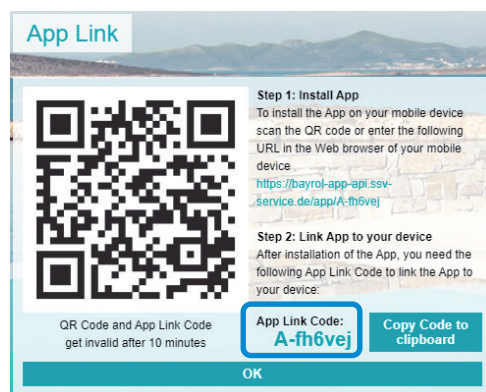 App Link
Step 1: Install App
To install the App on your mobile device
scan the QR code or enter the following
URL in the Web browser of your mobile
device
https://bayrol-app-api.ssv-
service.de/app/A-fh6vej
Step 2: Link App to your device
After installation of the App, you need the
following App Link Code to link the App to
your device:
QR Code and App Link Code
get invalid after 10 minutes
App Link Code:
A-fh6vej
Copy Code to
clipboard
OK